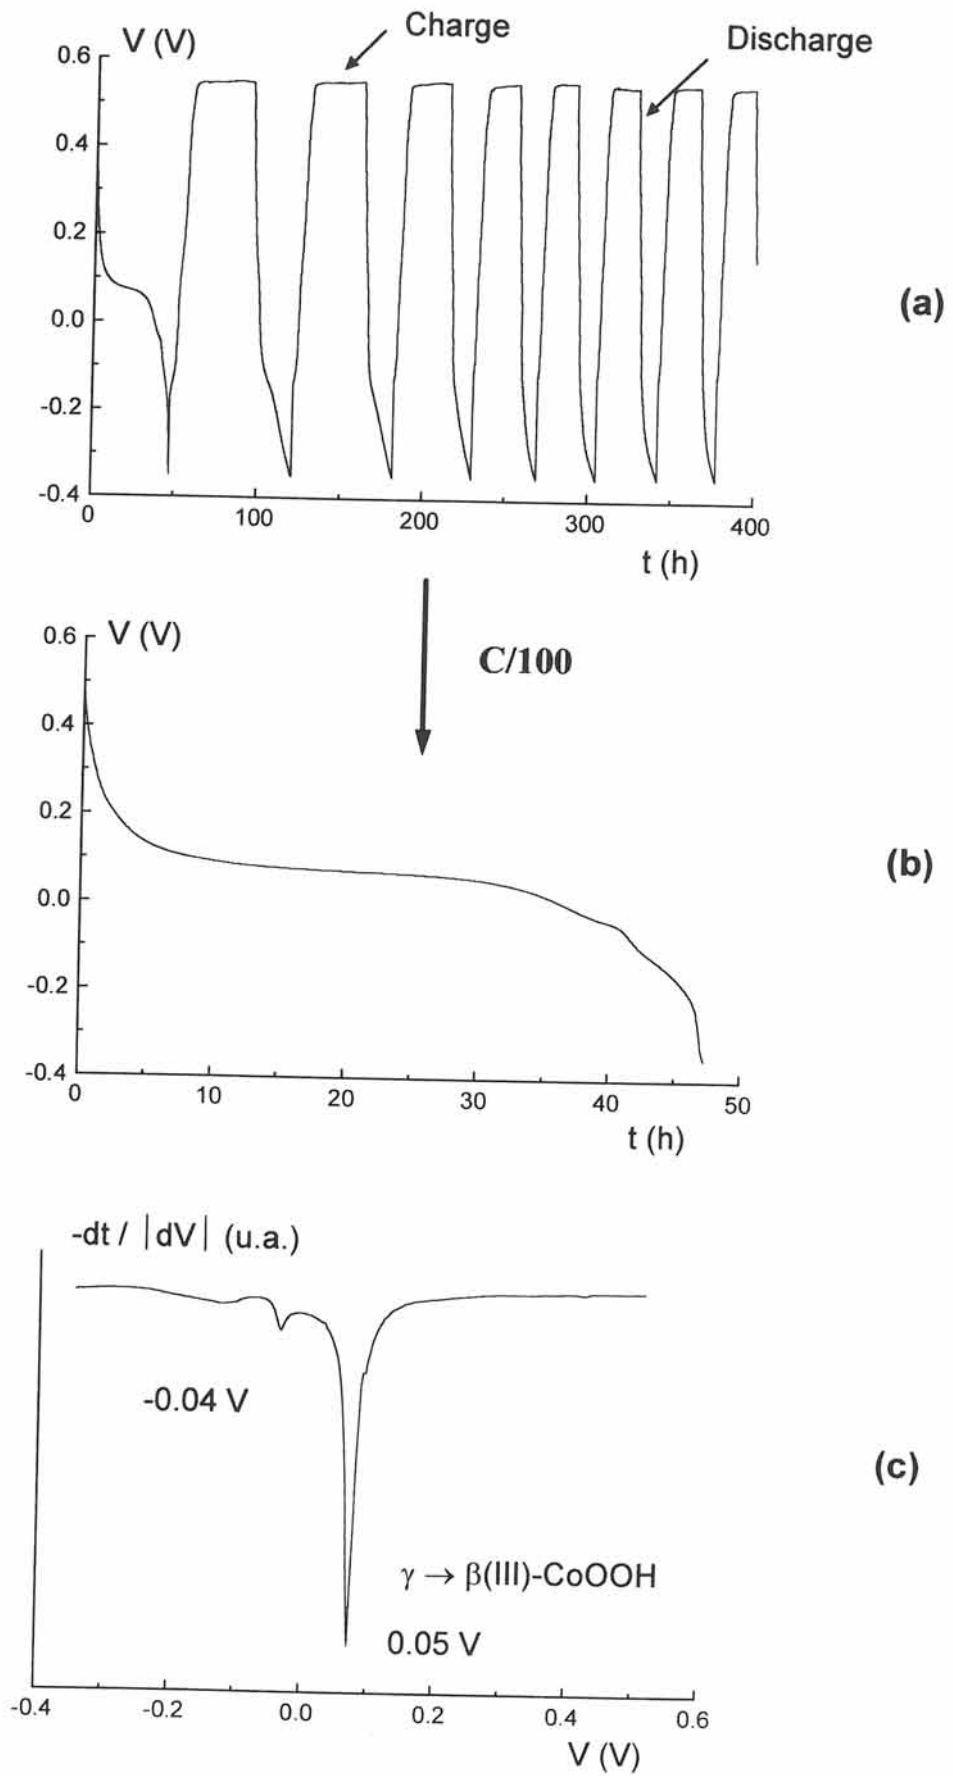 V (V)
Charge
Discharge
0.6
0.4
0.2
0.0
-0.2
-0.4
0 100 200 300 400
t (h)
(a)
C/100
V (V)
0.6
0.4
0.2
0.0
-0.2
-0.4
0 10 20 30 40 50
t (h)
(b)
-dt / |dV| (u.a.)
-0.04 V
γ → β(III)-CoOOH
0.05 V
(c)
-0.4 -0.2 0.0 0.2 0.4 0.6
V (V)